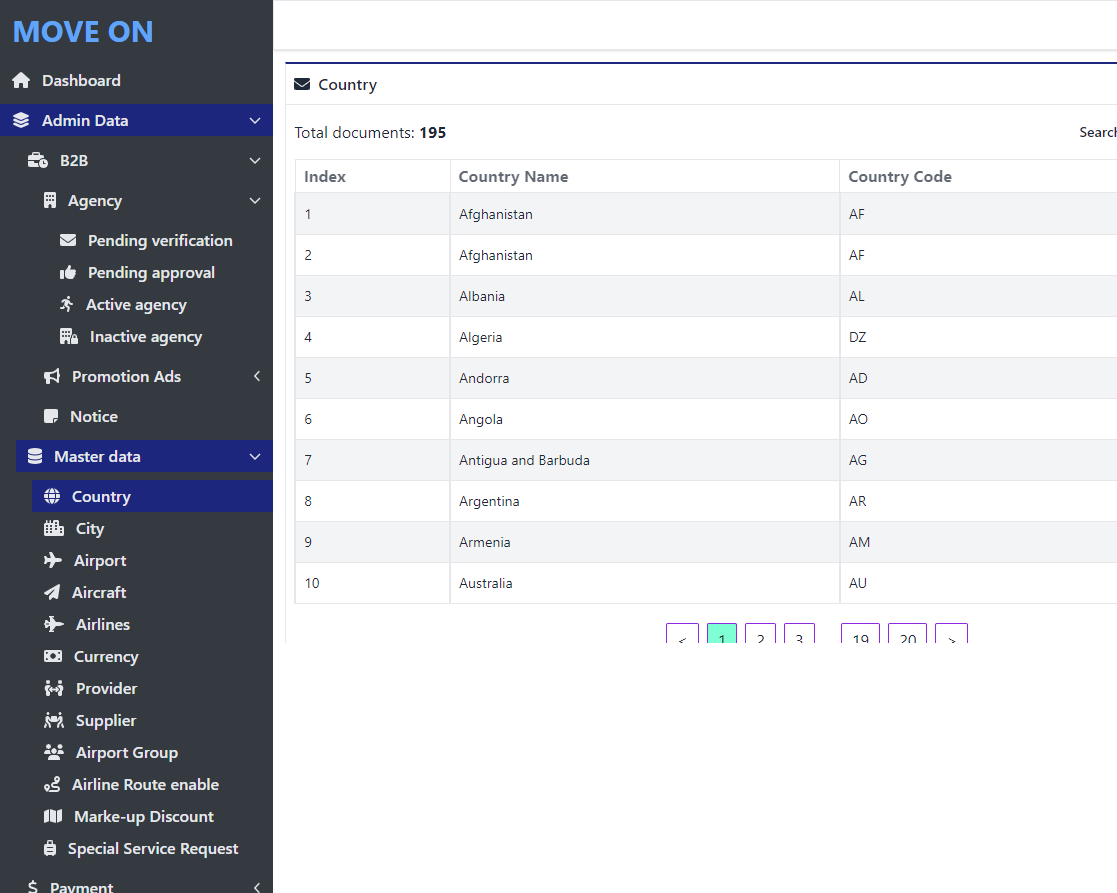 MOVE ON
Dashboard
Admin Data
B2B
Agency
Pending verification
Pending approval
Active agency
Inactive agency
Promotion Ads
Notice
Master data
Country
City
Airport
Aircraft
Airlines
Currency
Provider
Supplier
Airport Group
Airline Route enable
Marke-up Discount
Special Service Request
Payment
Country
Total documents: 195
Search
Index Country Name Country Code
1 Afghanistan AF
2 Afghanistan AF
3 Albania AL
4 Algeria DZ
5 Andorra AD
6 Angola AO
7 Antigua and Barbuda AG
8 Argentina AR
9 Armenia AM
10 Australia AU
< 1 2 3 19 20 >